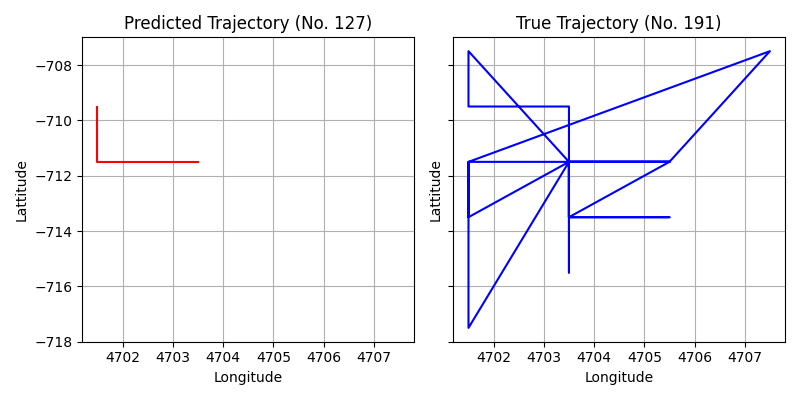 Predicted Trajectory (No. 127)
True Trajectory (No. 191)
Lattitude
−708
−710
−712
−714
−716
−718
4702 4703 4704 4705 4706 4707
Longitude
Lattitude
4702 4703 4704 4705 4706 4707
Longitude